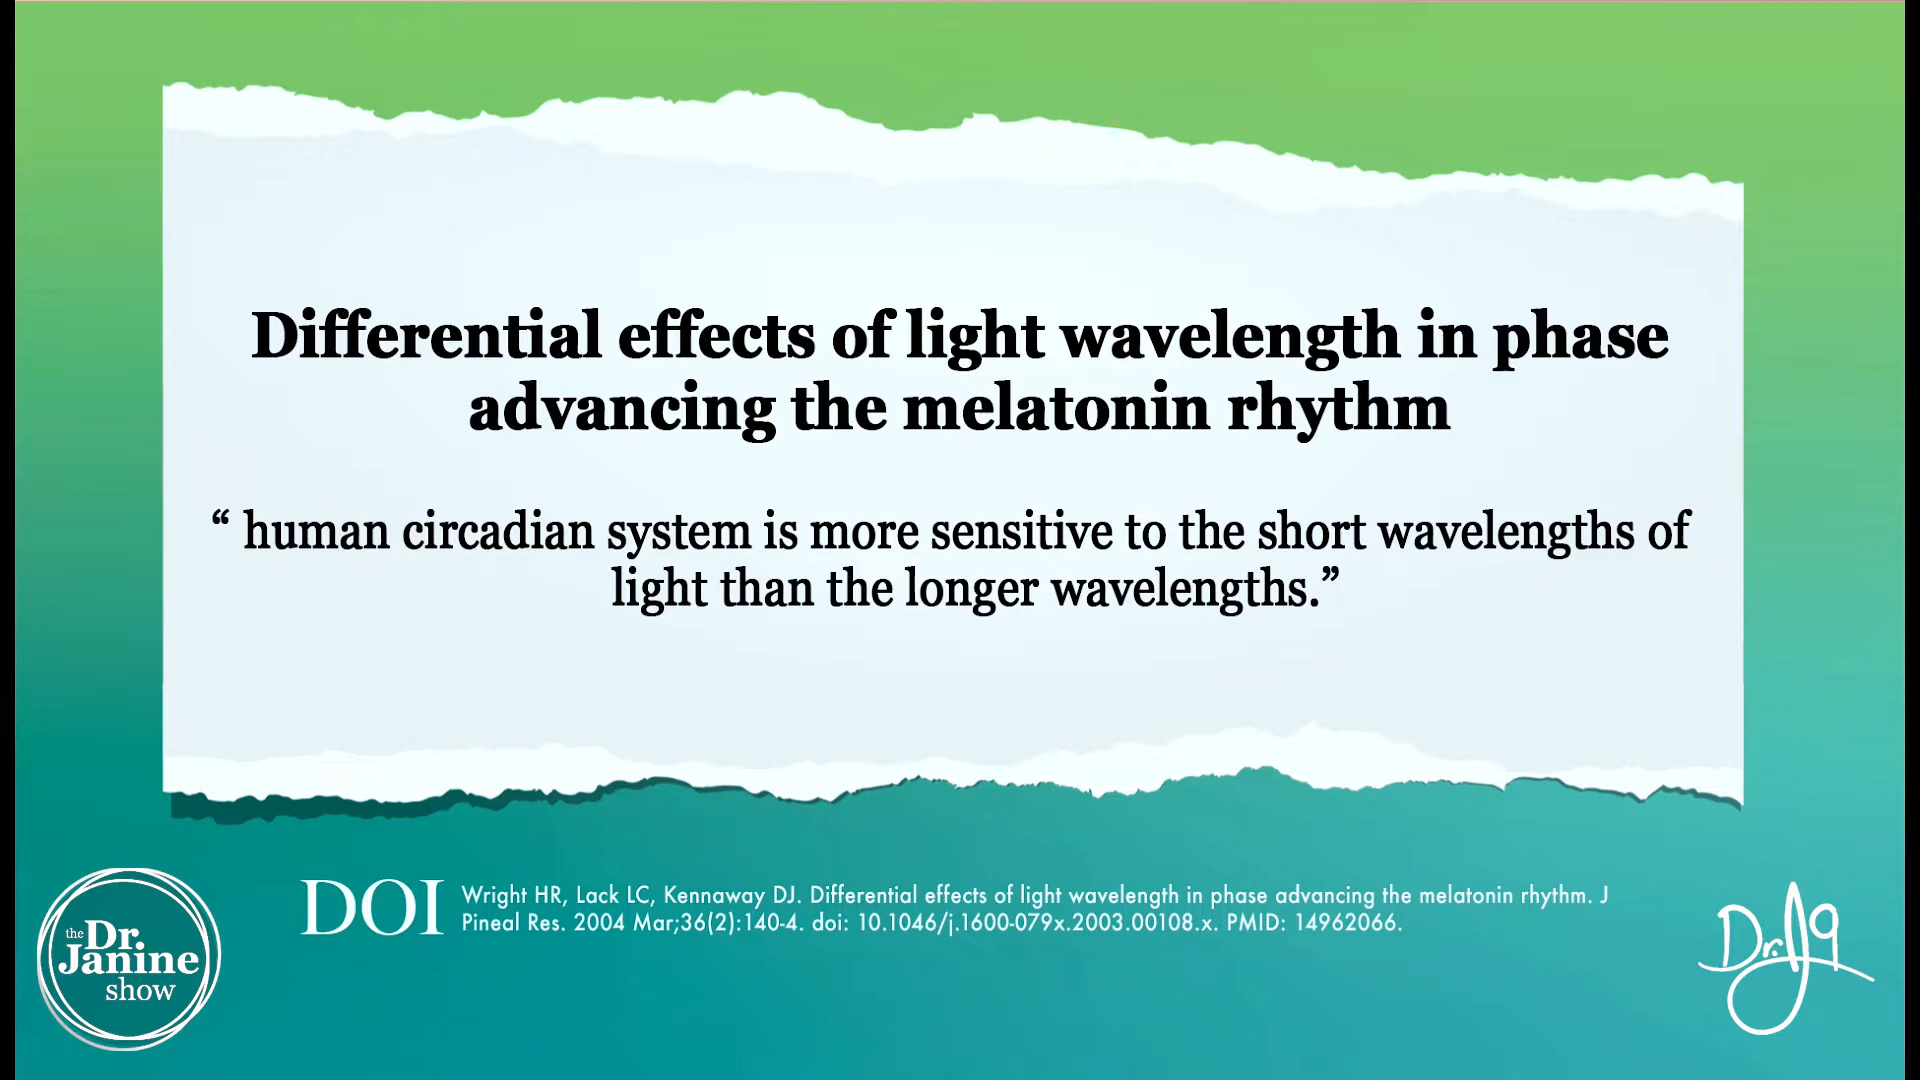 Differential effects of light wavelength in phase
advancing the melatonin rhythm
“ human circadian system is more sensitive to the short wavelengths of
light than the longer wavelengths.”
DOI
Wright HR, Lack LC, Kennaway DJ. Differential effects of light wavelength in phase advancing the melatonin rhythm. J
Pineal Res. 2004 Mar;36(2):140-4. doi: 10.1046/j.1600-079x.2003.00108.x. PMID: 14962066.
the Dr.
Janine
show